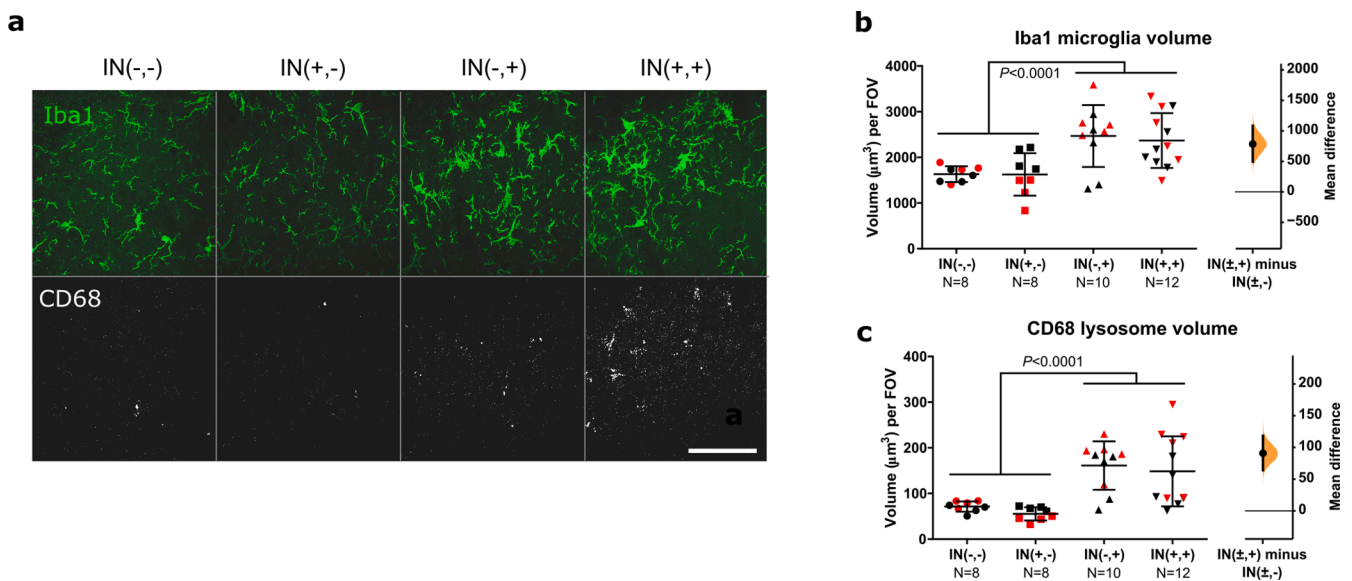 a
IN(-,-) IN(+,-) IN(-,+) IN(+,+)
Iba1
CD68
a
b
Iba1 microglia volume
P<0.0001
Volume (μm³) per FOV
4000
3000
2000
1000
0
IN(-,-) IN(+,-) IN(-,+) IN(+,+)
N=8 N=8 N=10 N=12
2000
1500
1000
500
0
−500
Mean difference
IN(±,+) minus
IN(±,-)
c
CD68 lysosome volume
P<0.0001
Volume (μm³) per FOV
400
300
200
100
0
IN(-,-) IN(+,-) IN(-,+) IN(+,+)
N=8 N=8 N=10 N=12
200
150
100
50
0
Mean difference
IN(±,+) minus
IN(±,-)